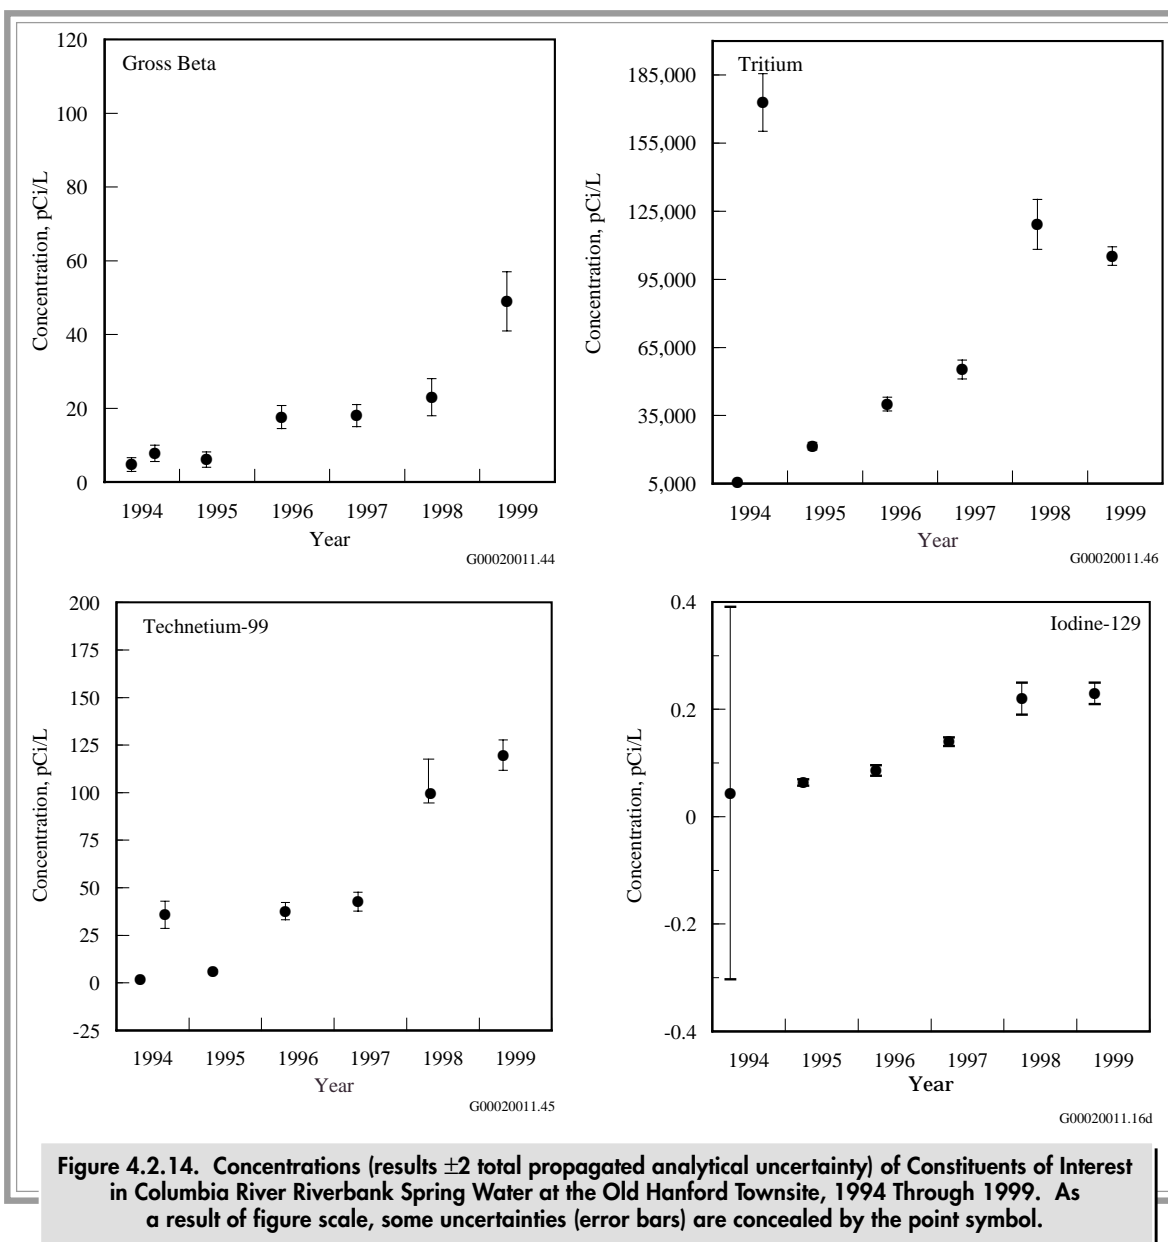 Gross Beta
120
100
80
60
40
20
0
Concentration, pCi/L
1994 1995 1996 1997 1998 1999
Year
G00020011.44
Tritium
185,000
155,000
125,000
95,000
65,000
35,000
5,000
Concentration, pCi/L
1994 1995 1996 1997 1998 1999
Year
G00020011.46
Technetium-99
200
175
150
125
100
75
50
25
0
-25
Concentration, pCi/L
1994 1995 1996 1997 1998 1999
Year
G00020011.45
Iodine-129
0.4
0.2
0
-0.2
-0.4
Concentration, pCi/L
1994 1995 1996 1997 1998 1999
Year
G00020011.16d
Figure 4.2.14. Concentrations (results ±2 total propagated analytical uncertainty) of Constituents of Interest
in Columbia River Riverbank Spring Water at the Old Hanford Townsite, 1994 Through 1999. As
a result of figure scale, some uncertainties (error bars) are concealed by the point symbol.